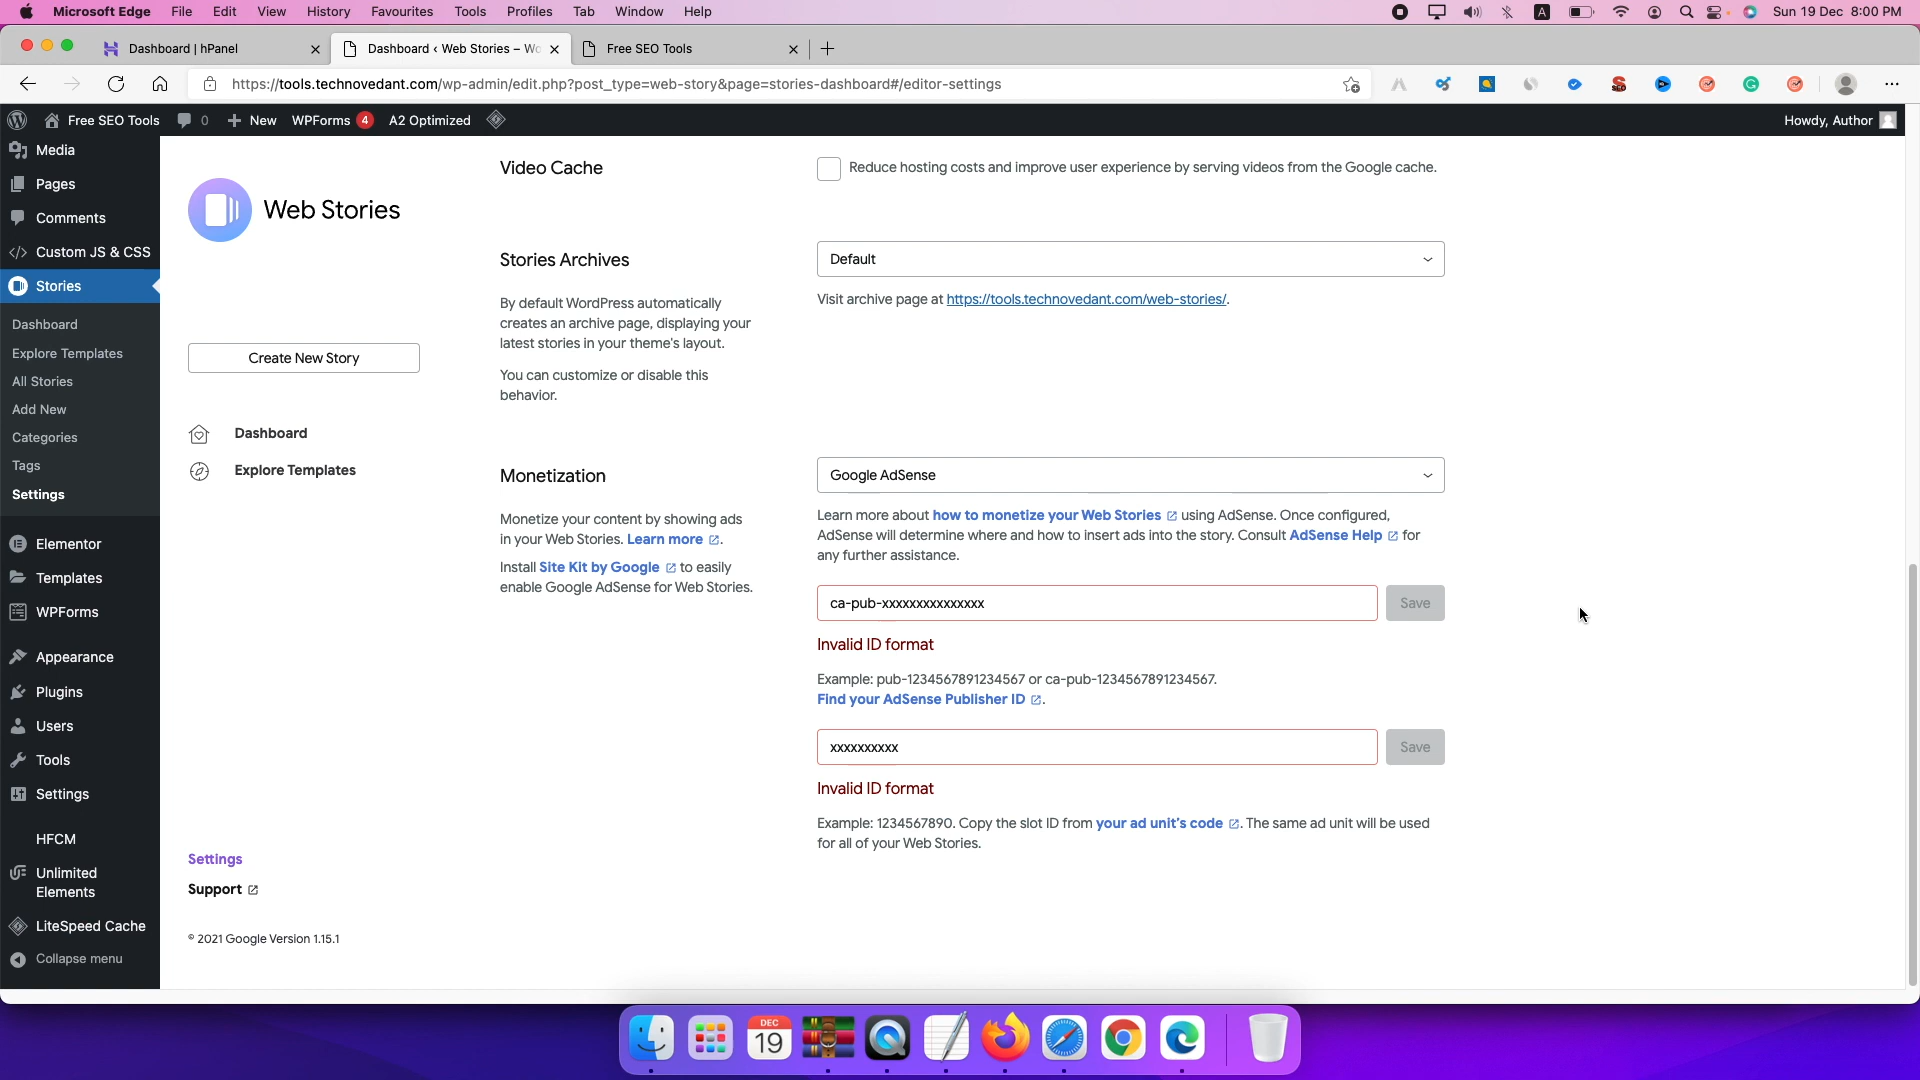 Microsoft Edge File Edit View History Favourites Tools Profiles Tab Window Help
A Sun 19 Dec 8:00 PM
Dashboard | hPanel
Dashboard ‹ Web Stories – Wo
Free SEO Tools
https://tools.technovedant.com/wp-admin/edit.php?post_type=web-story&page=stories-dashboard#/editor-settings
SEO
Free SEO Tools 0 New WPForms 4 A2 Optimized
Howdy, Author
Media
Pages
Comments
Custom JS & CSS
Stories
Dashboard
Explore Templates
All Stories
Add New
Categories
Tags
Settings
Elementor
Templates
WPForms
Appearance
Plugins
Users
Tools
Settings
HFCM
Unlimited
Elements
LiteSpeed Cache
Collapse menu
Web Stories
Create New Story
Dashboard
Explore Templates
Settings
Support
© 2021 Google Version 1.15.1
Video Cache
Reduce hosting costs and improve user experience by serving videos from the Google cache.
Stories Archives
By default WordPress automatically
creates an archive page, displaying your
latest stories in your theme's layout.
You can customize or disable this
behavior.
Default
Visit archive page at https://tools.technovedant.com/web-stories/.
Monetization
Monetize your content by showing ads
in your Web Stories. Learn more.
Install Site Kit by Google to easily
enable Google AdSense for Web Stories.
Google AdSense
Learn more about how to monetize your Web Stories using AdSense. Once configured,
AdSense will determine where and how to insert ads into the story. Consult AdSense Help for
any further assistance.
ca-pub-xxxxxxxxxxxxxxx
Save
Invalid ID format
Example: pub-1234567891234567 or ca-pub-1234567891234567.
Find your AdSense Publisher ID.
xxxxxxxxxx
Save
Invalid ID format
Example: 1234567890. Copy the slot ID from your ad unit's code. The same ad unit will be used
for all of your Web Stories.
DEC
19